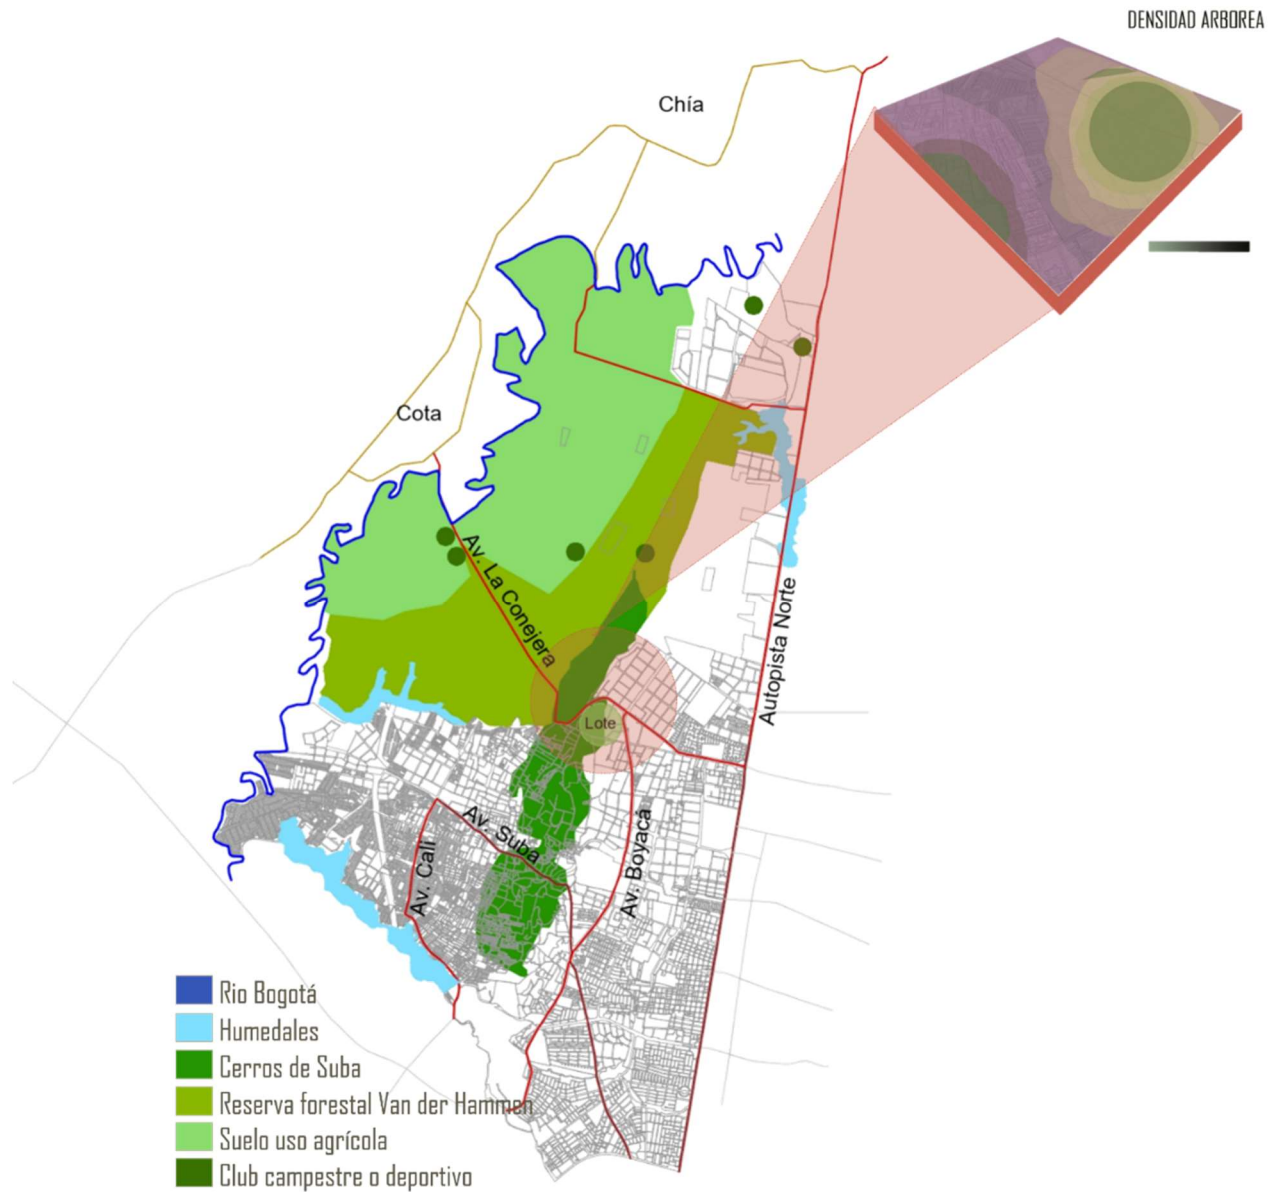 DENSIDAD ARBOREA
Chía
Cota
Av. La Conejera
Autopista Norte
Lote
Av. Suba
Av. Cali
Av. Boyacá
Rio Bogotá
Humedales
Cerros de Suba
Reserva forestal Van der Hammen
Suelo uso agrícola
Club campestre o deportivo